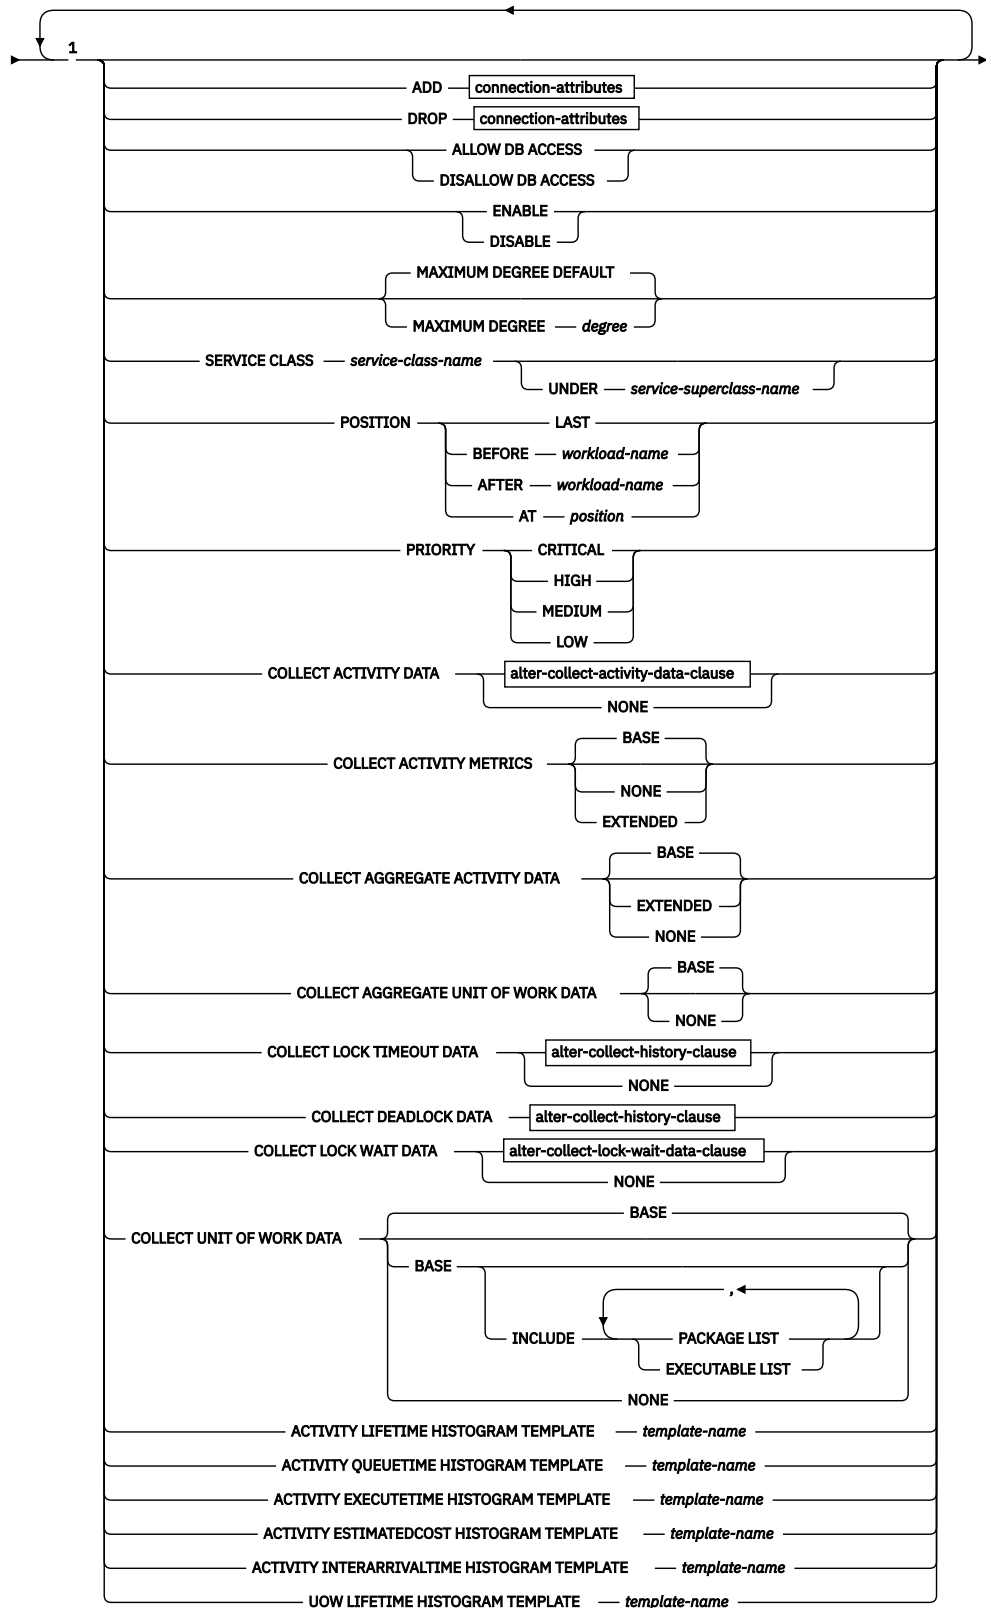 1
ADD connection-attributes
DROP connection-attributes
ALLOW DB ACCESS
DISALLOW DB ACCESS
ENABLE
DISABLE
MAXIMUM DEGREE DEFAULT
MAXIMUM DEGREE degree
SERVICE CLASS service-class-name
UNDER service-superclass-name
POSITION LAST
BEFORE workload-name
AFTER workload-name
AT position
PRIORITY CRITICAL
HIGH
MEDIUM
LOW
COLLECT ACTIVITY DATA alter-collect-activity-data-clause
NONE
BASE
COLLECT ACTIVITY METRICS
NONE
EXTENDED
BASE
COLLECT AGGREGATE ACTIVITY DATA
EXTENDED
NONE
BASE
COLLECT AGGREGATE UNIT OF WORK DATA
NONE
COLLECT LOCK TIMEOUT DATA alter-collect-history-clause
NONE
COLLECT DEADLOCK DATA alter-collect-history-clause
COLLECT LOCK WAIT DATA alter-collect-lock-wait-data-clause
NONE
BASE
COLLECT UNIT OF WORK DATA
BASE
,
INCLUDE PACKAGE LIST
EXECUTABLE LIST
NONE
ACTIVITY LIFETIME HISTOGRAM TEMPLATE template-name
ACTIVITY QUEUETIME HISTOGRAM TEMPLATE template-name
ACTIVITY EXECUTETIME HISTOGRAM TEMPLATE template-name
ACTIVITY ESTIMATEDCOST HISTOGRAM TEMPLATE template-name
ACTIVITY INTERARRIVALTIME HISTOGRAM TEMPLATE template-name
UOW LIFETIME HISTOGRAM TEMPLATE template-name